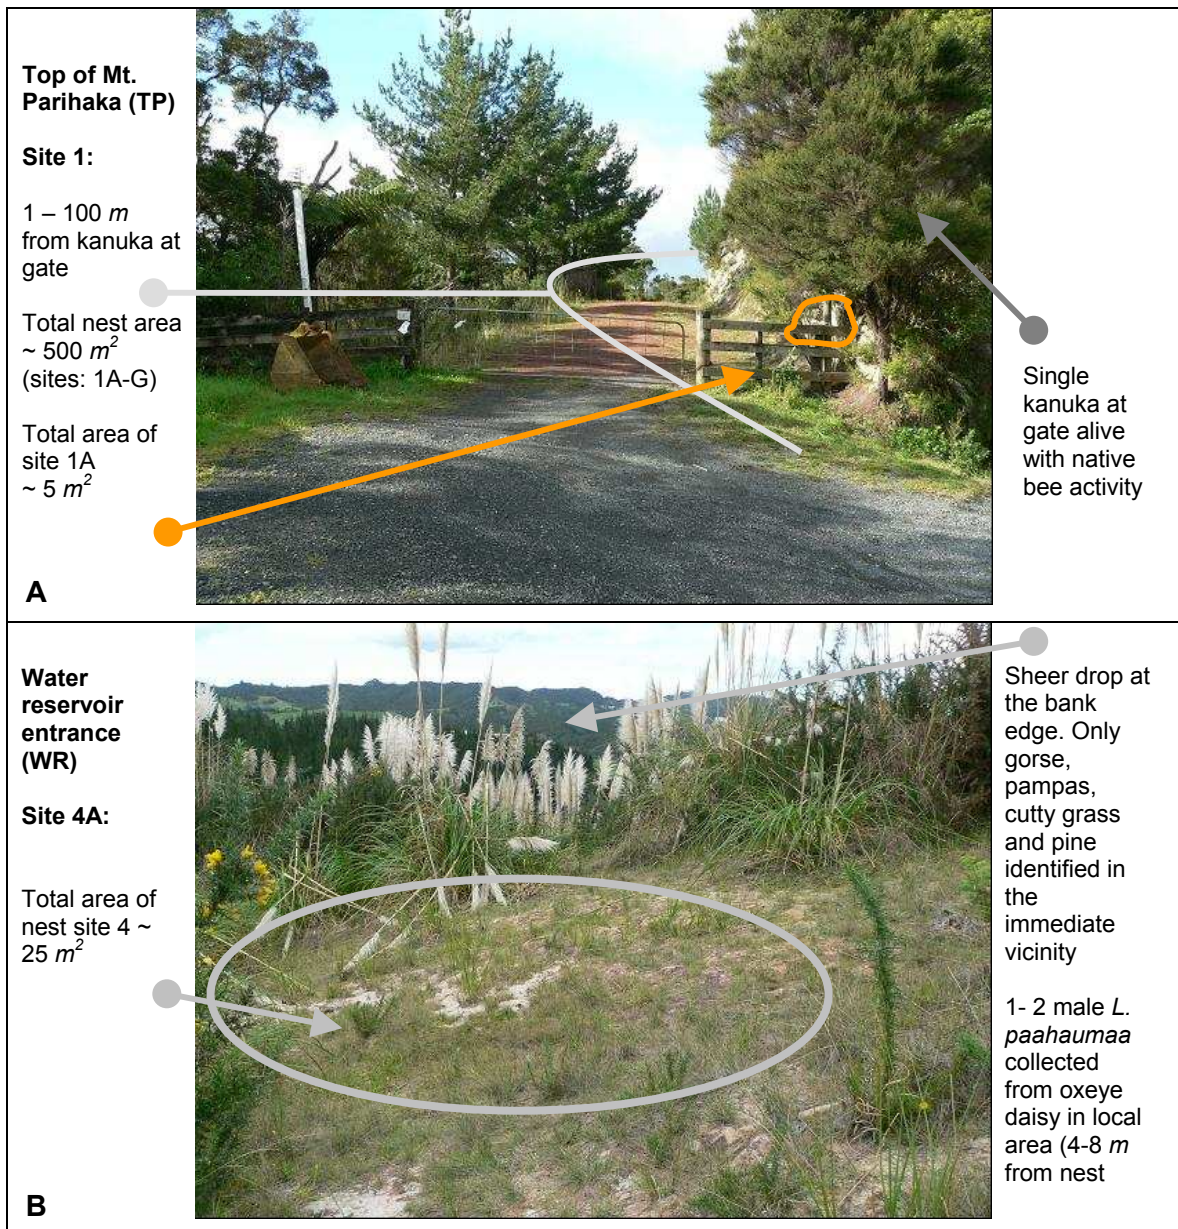 Top of Mt.
Parihaka (TP)
Site 1:
1 – 100 m
from kanuka at
gate
Total nest area
~ 500 m²
(sites: 1A-G)
Total area of
site 1A
~ 5 m²
A
Single
kanuka at
gate alive
with native
bee activity
Water
reservoir
entrance
(WR)
Site 4A:
Total area of
nest site 4 ~
25 m²
B
Sheer drop at
the bank
edge. Only
gorse,
pampas,
cutty grass
and pine
identified in
the
immediate
vicinity
1- 2 male L.
paahaumaa
collected
from oxeye
daisy in local
area (4-8 m
from nest